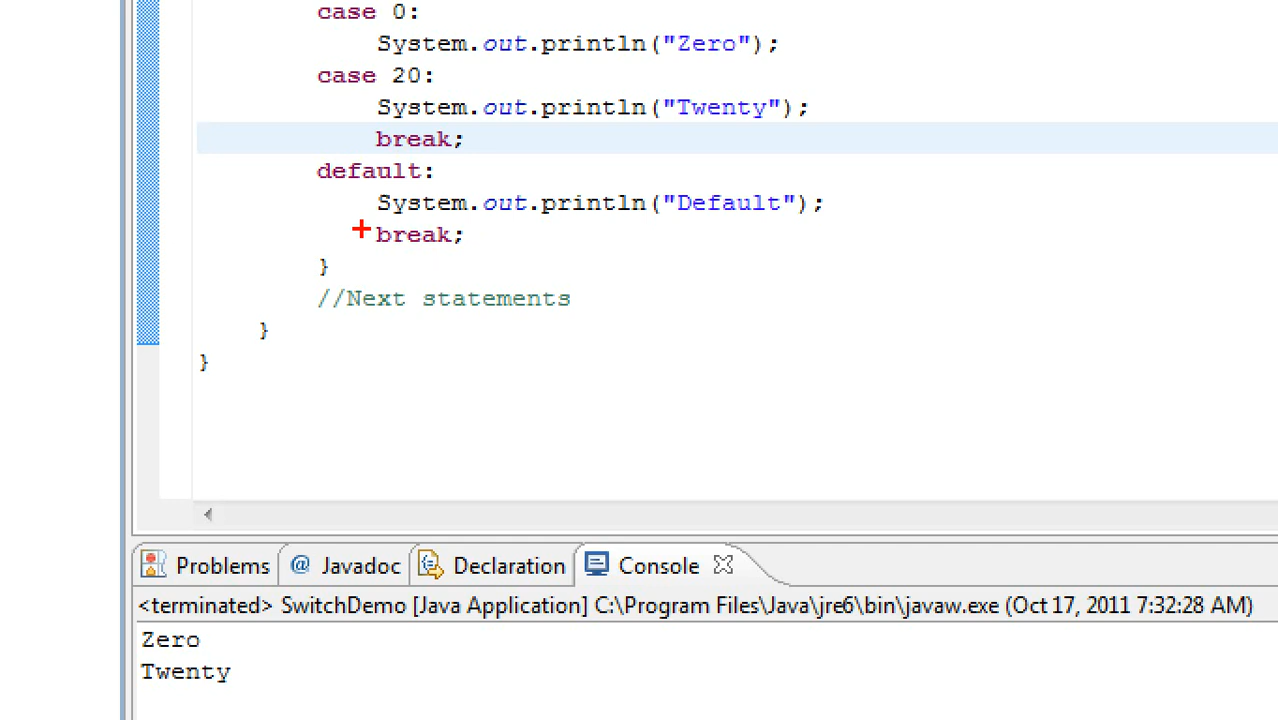 case 0:
System.out.println("Zero");
case 20:
System.out.println("Twenty");
break;
default:
System.out.println("Default");
break;
}
//Next statements
}
}
Problems @ Javadoc Declaration Console
<terminated> SwitchDemo [Java Application] C:\Program Files\Java\jre6\bin\javaw.exe (Oct 17, 2011 7:32:28 AM)
Zero
Twenty